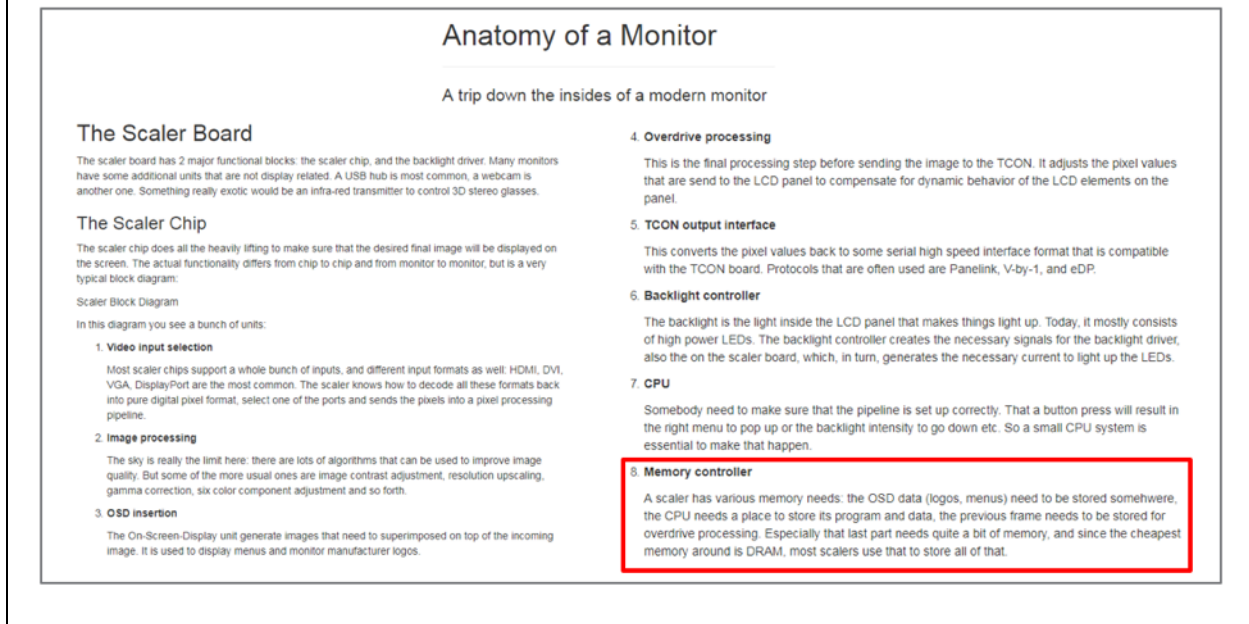 Anatomy of a Monitor
A trip down the insides of a modern monitor
The Scaler Board
The scaler board has 2 major functional blocks: the scaler chip, and the backlight driver. Many monitors
have some additional units that are not display related. A USB hub is most common, a webcam is
another one. Something really exotic would be an infra-red transmitter to control 3D stereo glasses.
The Scaler Chip
The scaler chip does all the heavily lifting to make sure that the desired final image will be displayed on
the screen. The actual functionality differs from chip to chip and from monitor to monitor, but is a very
typical block diagram:
Scaler Block Diagram
In this diagram you see a bunch of units:
1. Video input selection
Most scaler chips support a whole bunch of inputs, and different input formats as well: HDMI, DVI,
VGA, DisplayPort are the most common. The scaler knows how to decode all these formats back
into pure digital pixel format, select one of the ports and sends the pixels into a pixel processing
pipeline.
2. Image processing
The sky is really the limit here: there are lots of algorithms that can be used to improve image
quality. But some of the more usual ones are image contrast adjustment, resolution upscaling,
gamma correction, six color component adjustment and so forth.
3. OSD insertion
The On-Screen-Display unit generate images that need to superimposed on top of the incoming
image. It is used to display menus and monitor manufacturer logos.
4. Overdrive processing
This is the final processing step before sending the image to the TCON. It adjusts the pixel values
that are send to the LCD panel to compensate for dynamic behavior of the LCD elements on the
panel.
5. TCON output interface
This converts the pixel values back to some serial high speed interface format that is compatible
with the TCON board. Protocols that are often used are Panelink, V-by-1, and eDP.
6. Backlight controller
The backlight is the light inside the LCD panel that makes things light up. Today, it mostly consists
of high power LEDs. The backlight controller creates the necessary signals for the backlight driver,
also the on the scaler board, which, in turn, generates the necessary current to light up the LEDs.
7. CPU
Somebody need to make sure that the pipeline is set up correctly. That a button press will result in
the right menu to pop up or the backlight intensity to go down etc. So a small CPU system is
essential to make that happen.
8. Memory controller
A scaler has various memory needs: the OSD data (logos, menus) need to be stored somehwere,
the CPU needs a place to store its program and data, the previous frame needs to be stored for
overdrive processing. Especially that last part needs quite a bit of memory, and since the cheapest
memory around is DRAM, most scalers use that to store all of that.